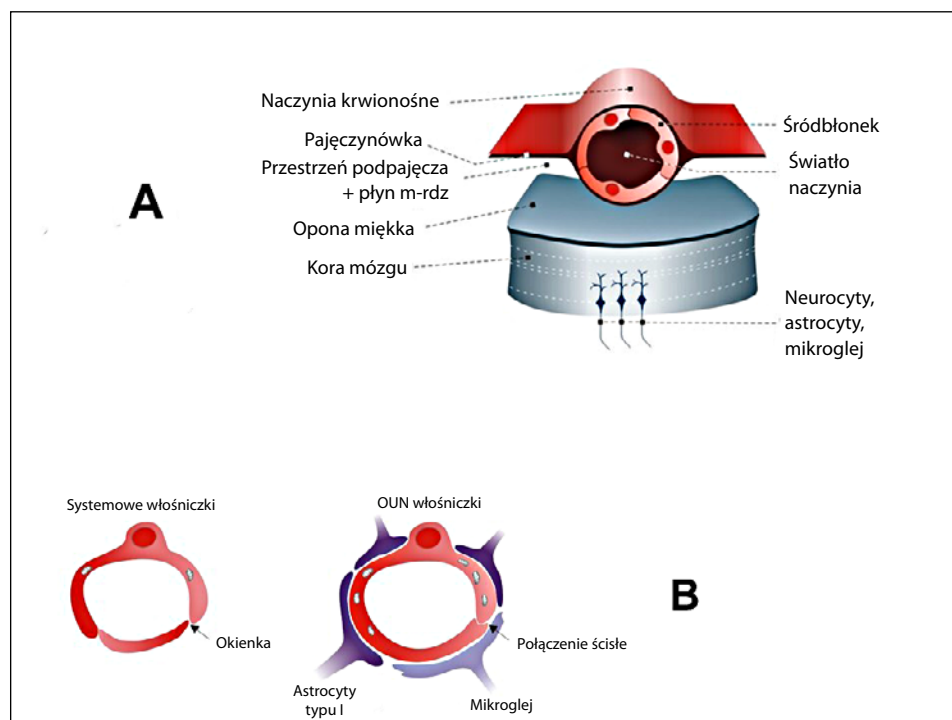 Naczynia krwionośne
Pajęczynówka
Przestrzeń podpajęcza
+ płyn m-rdz
Opona miękka
Kora mózgu
Śródbłonek
Światło
naczynia
Neurocyty,
astrocyty,
mikroglej
A
Systemowe włośniczki
Okienka
OUN włośniczki
Połączenie ścisłe
Astrocyty
typu I
Mikroglej
B